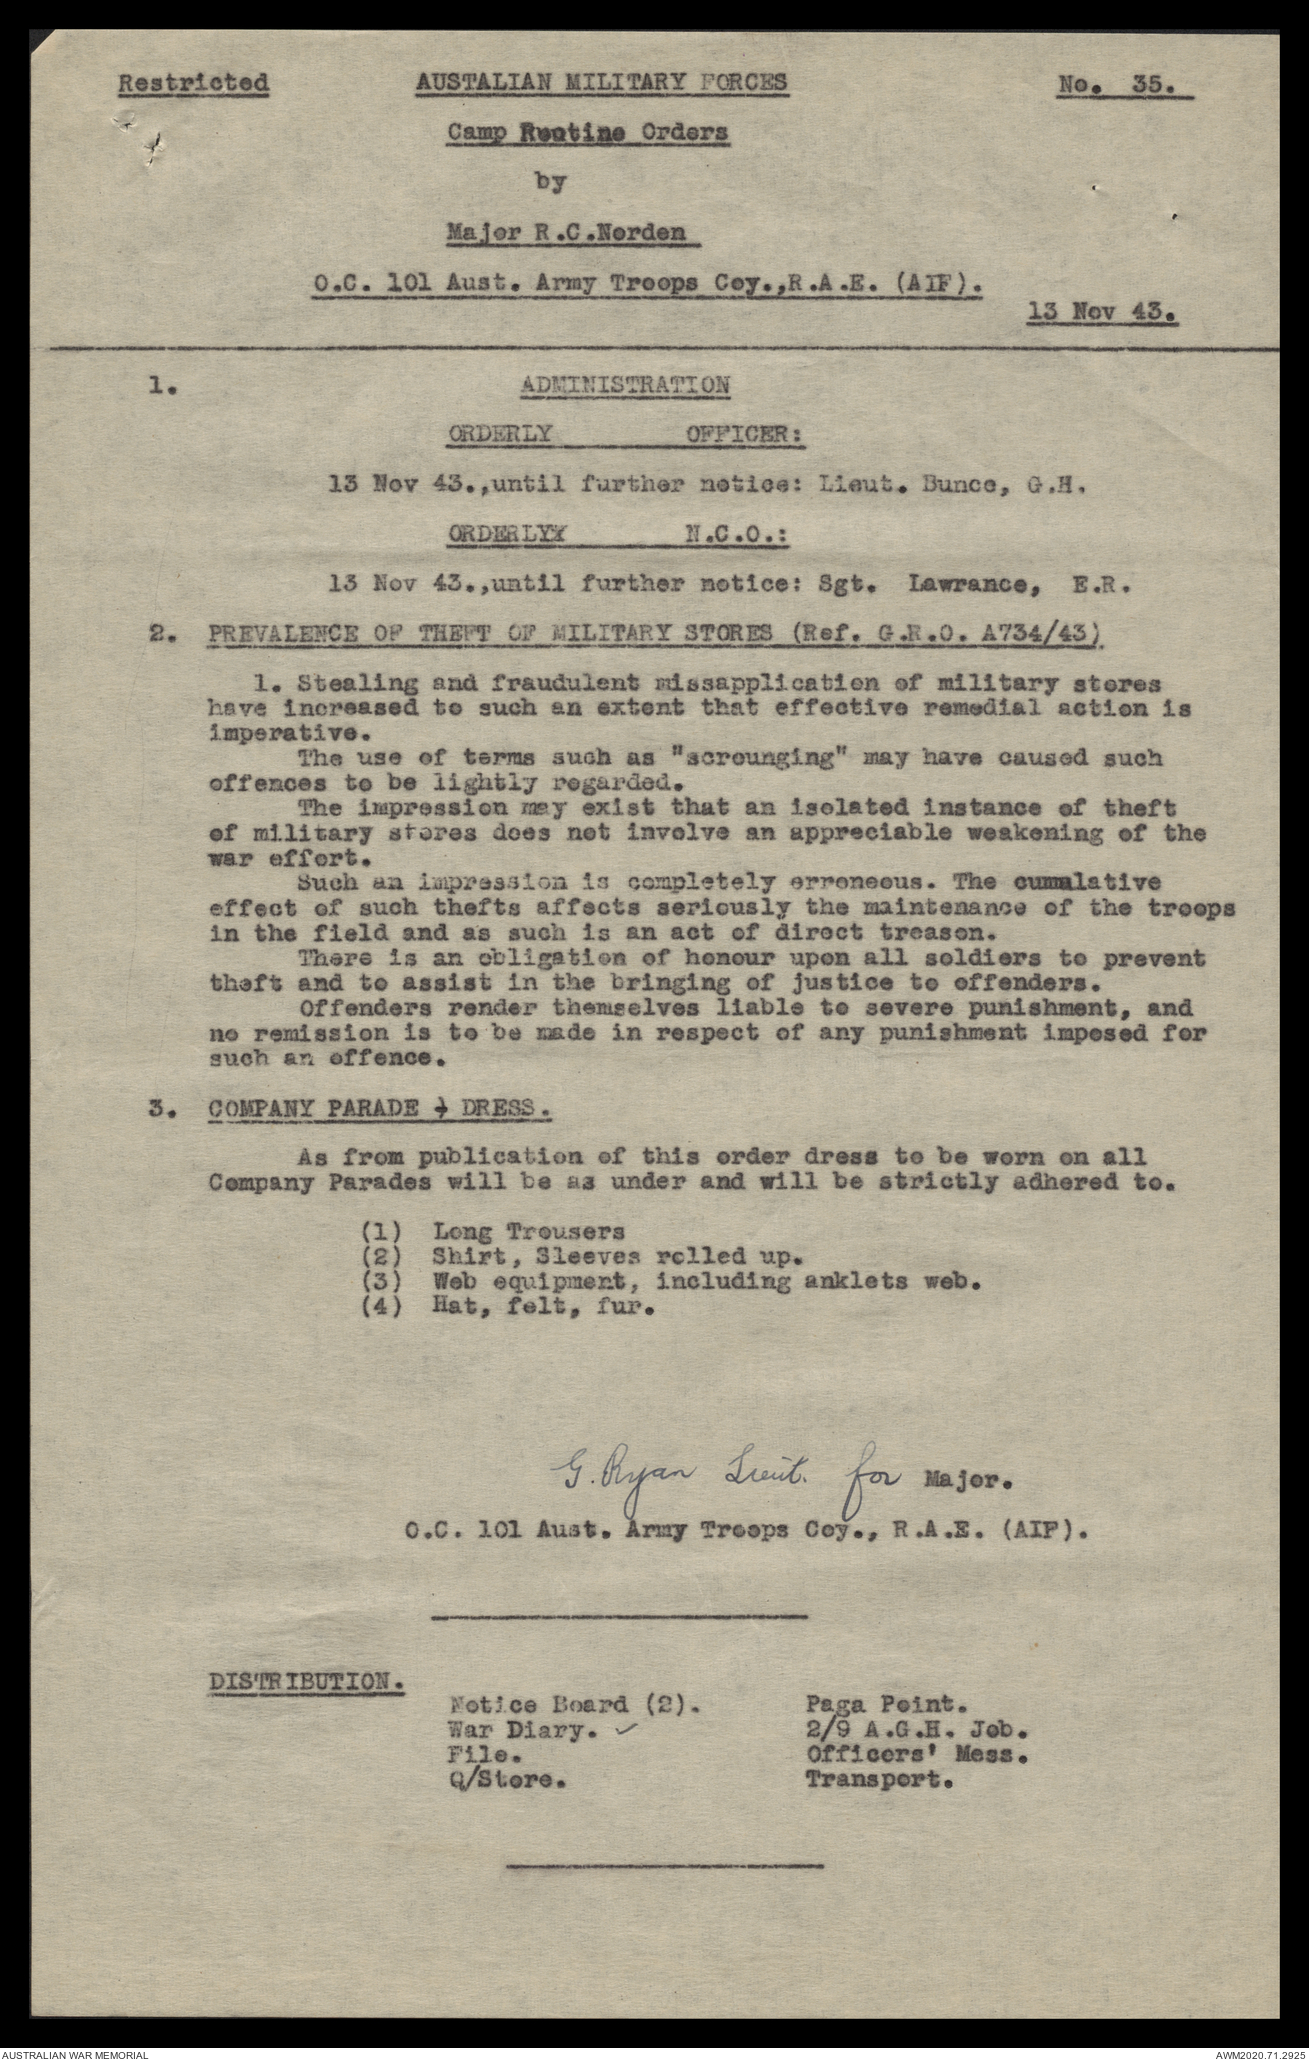 Restricted AUSTALIAN MILITARY FORCES No. 35.
Camp Routine Orders
by
Major R.C.Norden
O.C. 101 Aust. Army Troops Coy.,R.A.E. (AIF).
13 Nov 43.
1. ADMINISTRATION
ORDERLY OFFICER:
13 Nov 43.,until further notice: Lieut. Bunce, G.H.
ORDERLYX N.C.O.:
13 Nov 43.,until further notice: Sgt. Lawrance, E.R.
2. PREVALENCE OF THEFT OF MILITARY STORES (Ref. G.R.O. A734/43)
1. Stealing and fraudulent missapplication of military stores
have increased to such an extent that effective remedial action is
imperative.
The use of terms such as "scrounging" may have caused such
offences to be lightly regarded.
The impression may exist that an isolated instance of theft
of military stores does not involve an appreciable weakening of the
war effort.
Such an impression is completely erroneous. The cumulative
effect of such thefts affects seriously the maintenance of the troops
in the field and as such is an act of direct treason.
There is an obligation of honour upon all soldiers to prevent
theft and to assist in the bringing of justice to offenders.
Offenders render themselves liable to severe punishment, and
no remission is to be made in respect of any punishment imposed for
such an offence.
3. COMPANY PARADE - DRESS.
As from publication of this order dress to be worn on all
Company Parades will be as under and will be strictly adhered to.
(1) Long Trousers
(2) Shirt, Sleeves rolled up.
(3) Web equipment, including anklets web.
(4) Hat, felt, fur.
G. Ryan Lieut. for Major.
O.C. 101 Aust. Army Troops Coy., R.A.E. (AIF).
DISTRIBUTION.
Notice Board (2). Paga Point.
War Diary. ✓ 2/9 A.G.H. Job.
File. Officers' Mess.
Q/Store. Transport.
AUSTRALIAN WAR MEMORIAL AWM2020.71.2925